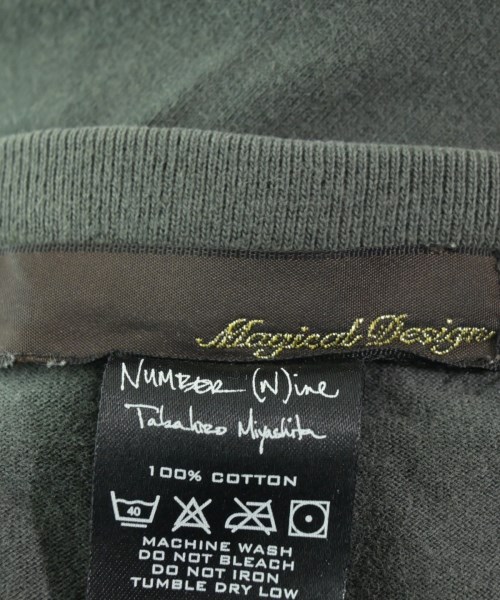 Magical Design
NUMBER (N)ine
Takahiro Miyashita
100% COTTON
40
MACHINE WASH
DO NOT BLEACH
DO NOT IRON
TUMBLE DRY LOW